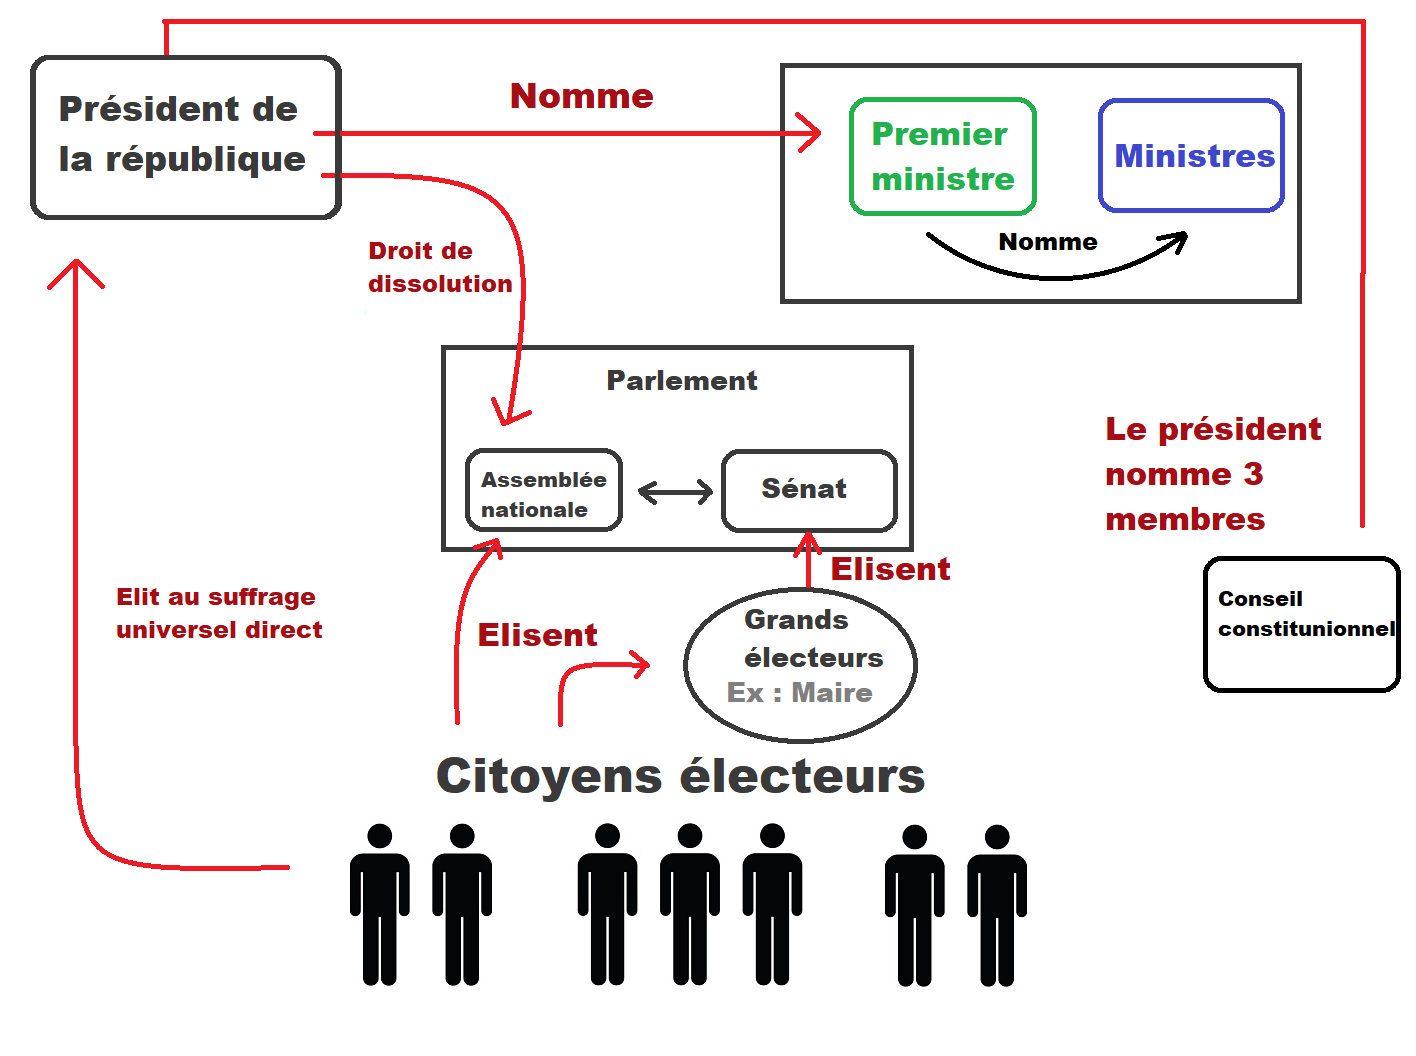 Président de
la république
Nomme
Premier
ministre
Ministres
Nomme
Droit de
dissolution
Parlement
Assemblée
nationale
Sénat
Le président
nomme 3
membres
Elisent
Elit au suffrage
universel direct
Elisent
Grands
électeurs
Ex : Maire
Conseil
constitunionnel
Citoyens électeurs